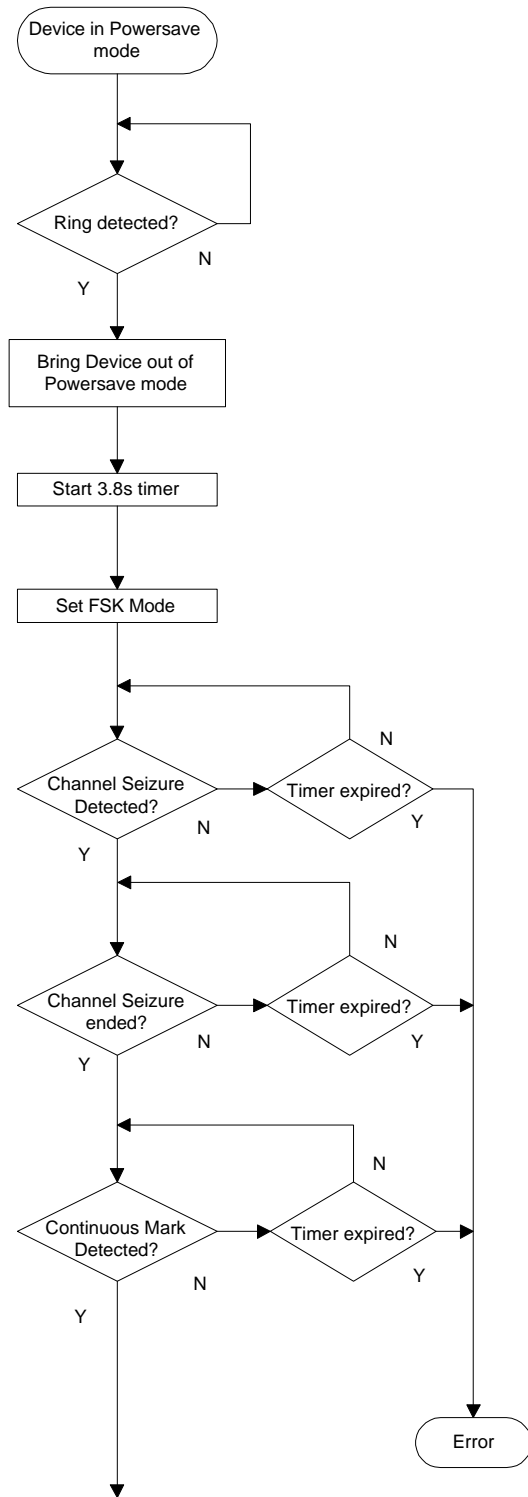 Device in Powersave
mode
Ring detected?
N
Y
Bring Device out of
Powersave mode
Start 3.8s timer
Set FSK Mode
N
Channel Seizure
Detected?
Timer expired?
N
Y
Y
N
Channel Seizure
ended?
Timer expired?
N
Y
Y
N
Continuous Mark
Detected?
Timer expired?
N
Y
Y
Error